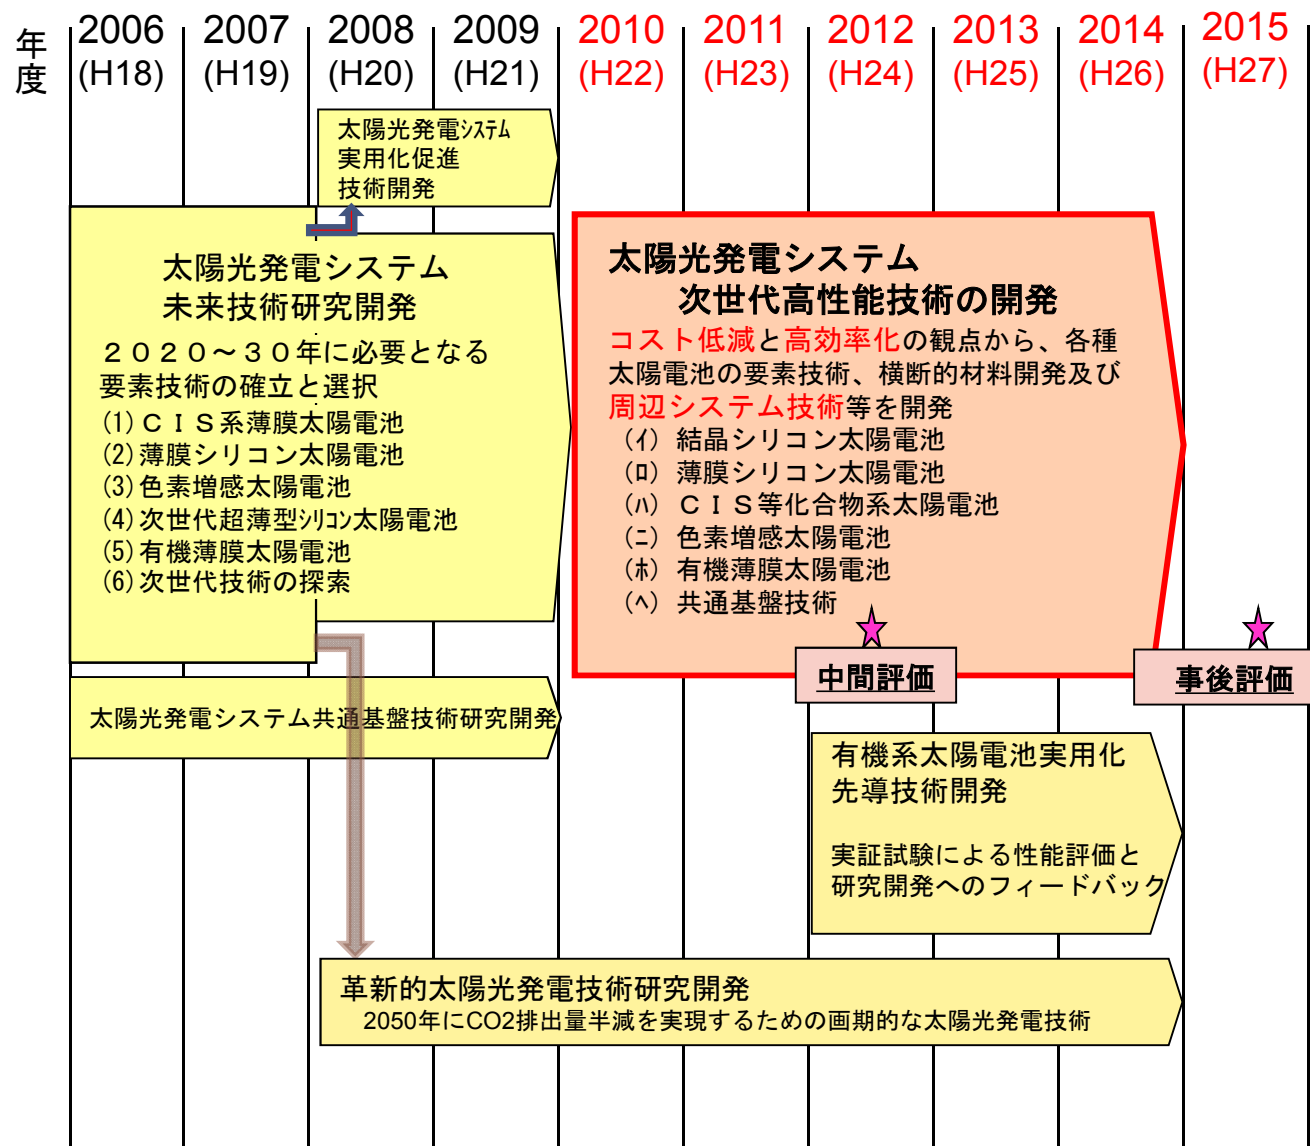 年度
2006 2007 2008 2009 2010 2011 2012 2013 2014 2015
(H18) (H19) (H20) (H21) (H22) (H23) (H24) (H25) (H26) (H27)
太陽光発電ｼｽﾃﾑ
実用化促進
技術開発
太陽光発電システム
未来技術研究開発
２０２０～３０年に必要となる
要素技術の確立と選択
(1)ＣＩＳ系薄膜太陽電池
(2)薄膜シリコン太陽電池
(3)色素増感太陽電池
(4)次世代超薄型ｼﾘｺﾝ太陽電池
(5)有機薄膜太陽電池
(6)次世代技術の探索
太陽光発電システム
次世代高性能技術の開発
コスト低減と高効率化の観点から、各種
太陽電池の要素技術、横断的材料開発及び
周辺システム技術等を開発
(ｲ) 結晶シリコン太陽電池
(ﾛ) 薄膜シリコン太陽電池
(ﾊ) ＣＩＳ等化合物系太陽電池
(ﾆ) 色素増感太陽電池
(ﾎ) 有機薄膜太陽電池
(ﾍ) 共通基盤技術
中間評価
事後評価
太陽光発電システム共通基盤技術研究開発
有機系太陽電池実用化
先導技術開発
実証試験による性能評価と
研究開発へのフィードバック
革新的太陽光発電技術研究開発
2050年にCO2排出量半減を実現するための画期的な太陽光発電技術